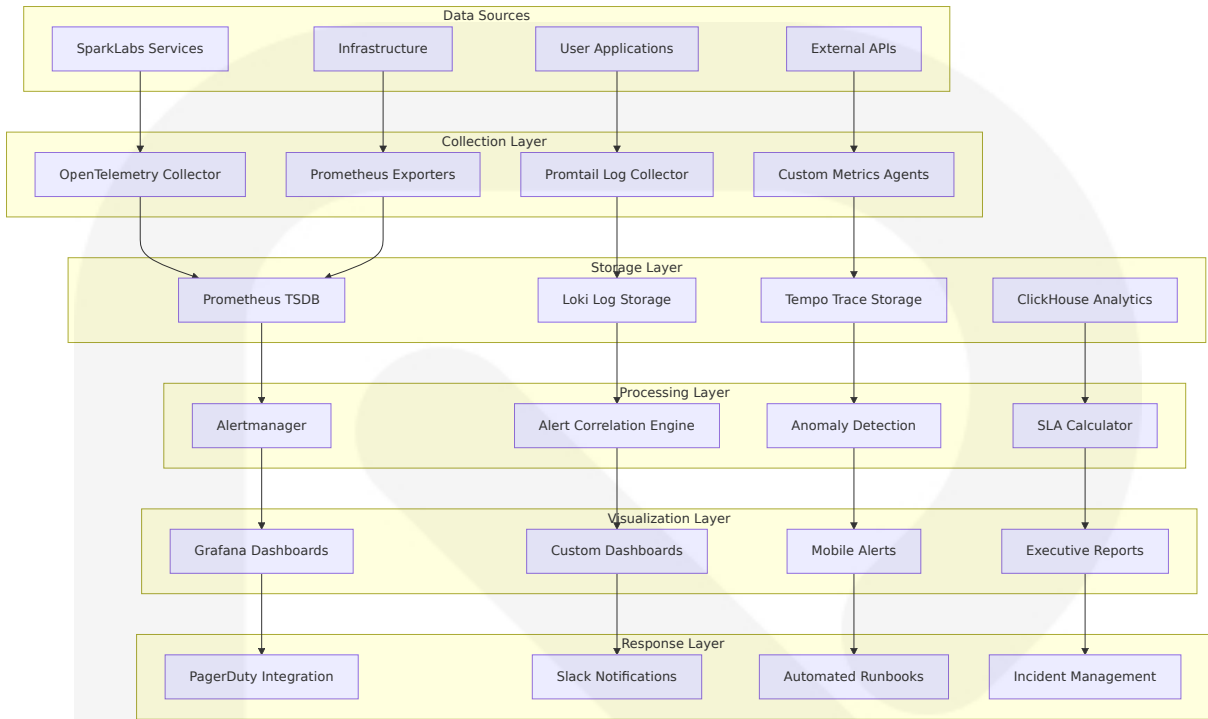 Data Sources
SparkLabs Services
Infrastructure
User Applications
External APIs
Collection Layer
OpenTelemetry Collector
Prometheus Exporters
Promtail Log Collector
Custom Metrics Agents
Storage Layer
Prometheus TSDB
Loki Log Storage
Tempo Trace Storage
ClickHouse Analytics
Processing Layer
Alertmanager
Alert Correlation Engine
Anomaly Detection
SLA Calculator
Visualization Layer
Grafana Dashboards
Custom Dashboards
Mobile Alerts
Executive Reports
Response Layer
PagerDuty Integration
Slack Notifications
Automated Runbooks
Incident Management